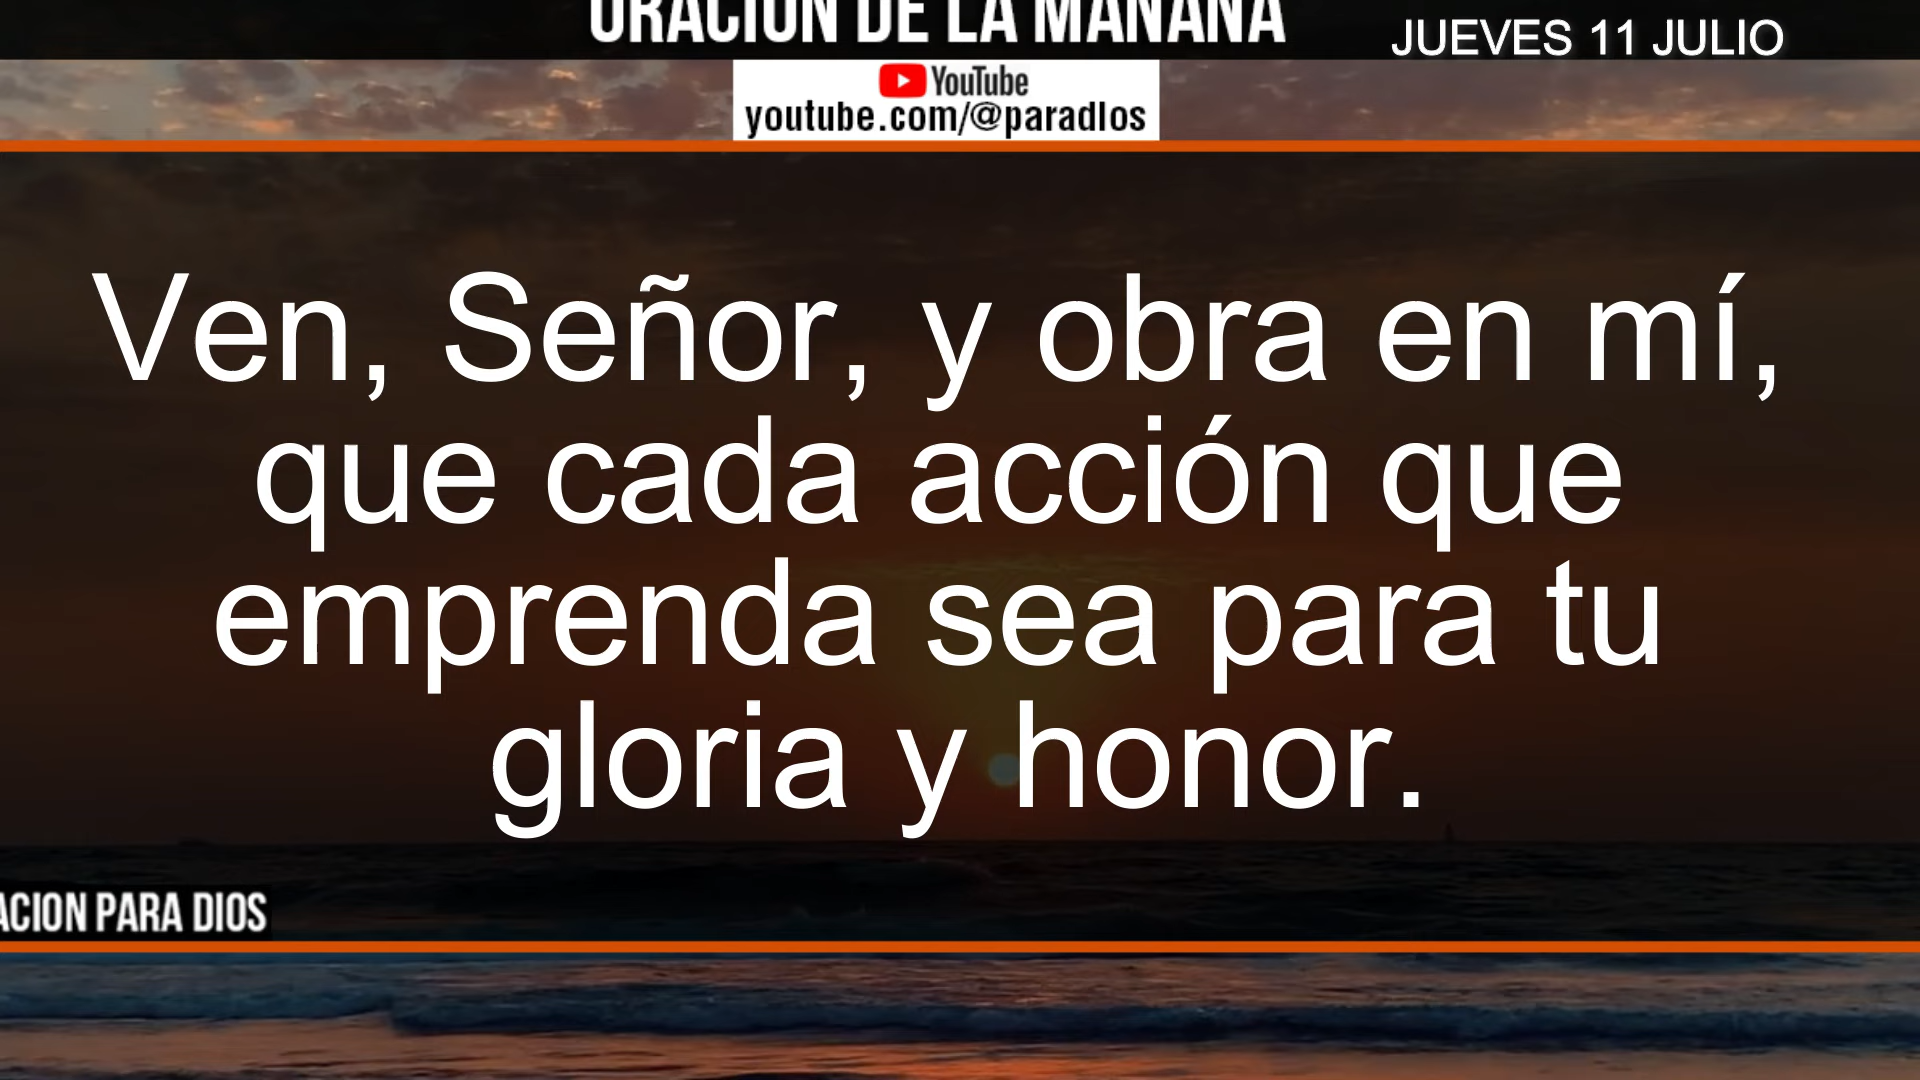 ORACION DE LA MAÑANA
JUEVES 11 JULIO
YouTube
youtube.com/@paradIos
Ven, Señor, y obra en mí,
que cada acción que
emprenda sea para tu
gloria y honor.
ACION PARA DIOS